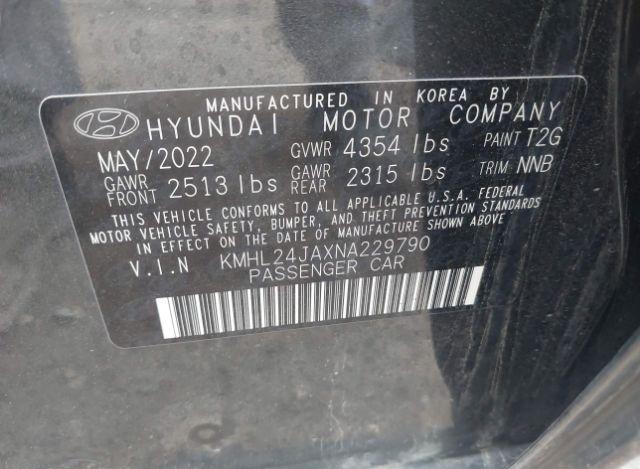 MANUFACTURED IN KOREA BY
HYUNDAI MOTOR COMPANY
MAY/2022 GVWR 4354 lbs PAINT T2G
GAWR FRONT 2513 lbs GAWR REAR 2315 lbs TRIM NNB
THIS VEHICLE CONFORMS TO ALL APPLICABLE U.S.A. FEDERAL
MOTOR VEHICLE SAFETY, BUMPER, AND THEFT PREVENTION STANDARDS
IN EFFECT ON THE DATE OF MANUFACTURE SHOWN ABOVE.
V.I.N KMHL24JAXNA229790
PASSENGER CAR